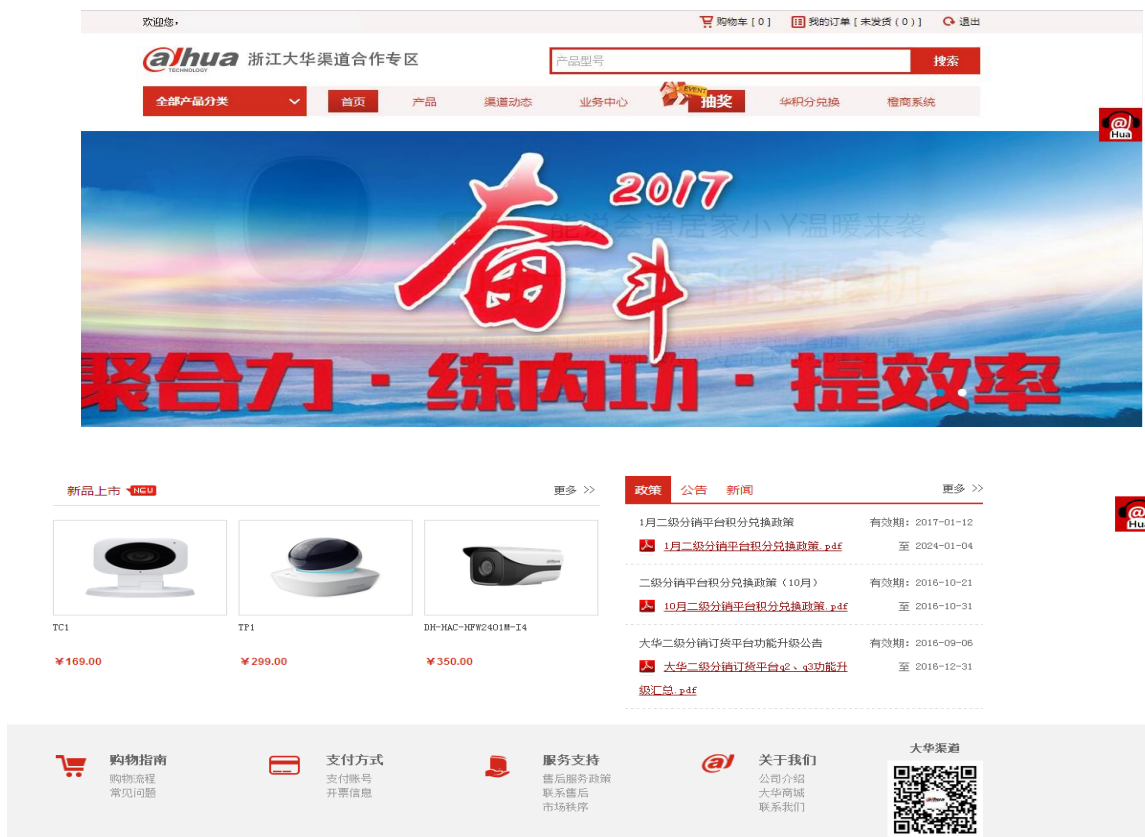 欢迎您,
购物车 [ 0 ] 我的订单 [ 未发货 ( 0 ) ] 退出
alhua 浙江大华渠道合作专区
TECHNOLOGY
产品型号 搜索
全部产品分类 首页 产品 渠道动态 业务中心 EVENT 抽奖 华积分兑换 橙商系统
Hua
2017
能说会道居家小Y温暖来袭
奋斗
聚合力·练内功·提效率
新品上市 NEW 更多 >>
政策 公告 新闻 更多 >>
1月二级分销平台积分兑换政策 有效期: 2017-01-12
1月二级分销平台积分兑换政策.pdf 至 2024-01-04
二级分销平台积分兑换政策（10月） 有效期: 2016-10-21
10月二级分销平台积分兑换政策.pdf 至 2016-10-31
TC1 TP1 DH-HAC-HFW2401M-I4
大华二级分销订货平台功能升级公告 有效期: 2016-09-06
大华二级分销订货平台q2、q3功能升 至 2016-12-31
级汇总.pdf
¥169.00 ¥299.00 ¥350.00
购物指南
购物流程
常见问题
支付方式
支付账号
开票信息
服务支持
售后服务政策
联系售后
市场秩序
关于我们
公司介绍
大华商城
联系我们
大华渠道